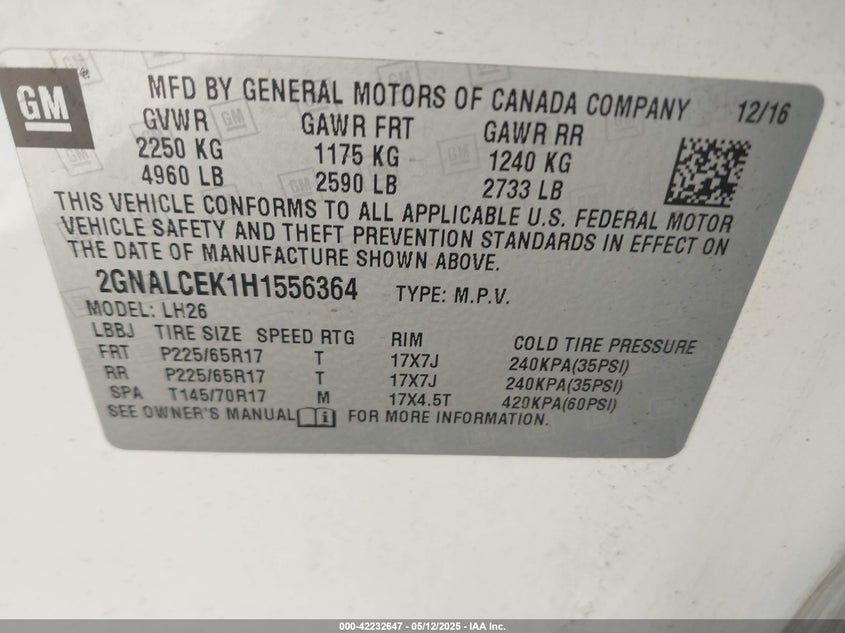 GM
MFD BY GENERAL MOTORS OF CANADA COMPANY 12/16
GVWR GAWR FRT GAWR RR
2250 KG 1175 KG 1240 KG
4960 LB 2590 LB 2733 LB
THIS VEHICLE CONFORMS TO ALL APPLICABLE U.S. FEDERAL MOTOR
VEHICLE SAFETY AND THEFT PREVENTION STANDARDS IN EFFECT ON
THE DATE OF MANUFACTURE SHOWN ABOVE.
2GNALCEK1H1556364 TYPE: M.P.V.
MODEL: LH26
LBBJ TIRE SIZE SPEED RTG RIM COLD TIRE PRESSURE
FRT P225/65R17 T 17X7J 240KPA(35PSI)
RR P225/65R17 T 17X7J 240KPA(35PSI)
SPA T145/70R17 M 17X4.5T 420KPA(60PSI)
SEE OWNER'S MANUAL FOR MORE INFORMATION.
000-42232647 - 05/12/2025 - IAA Inc.